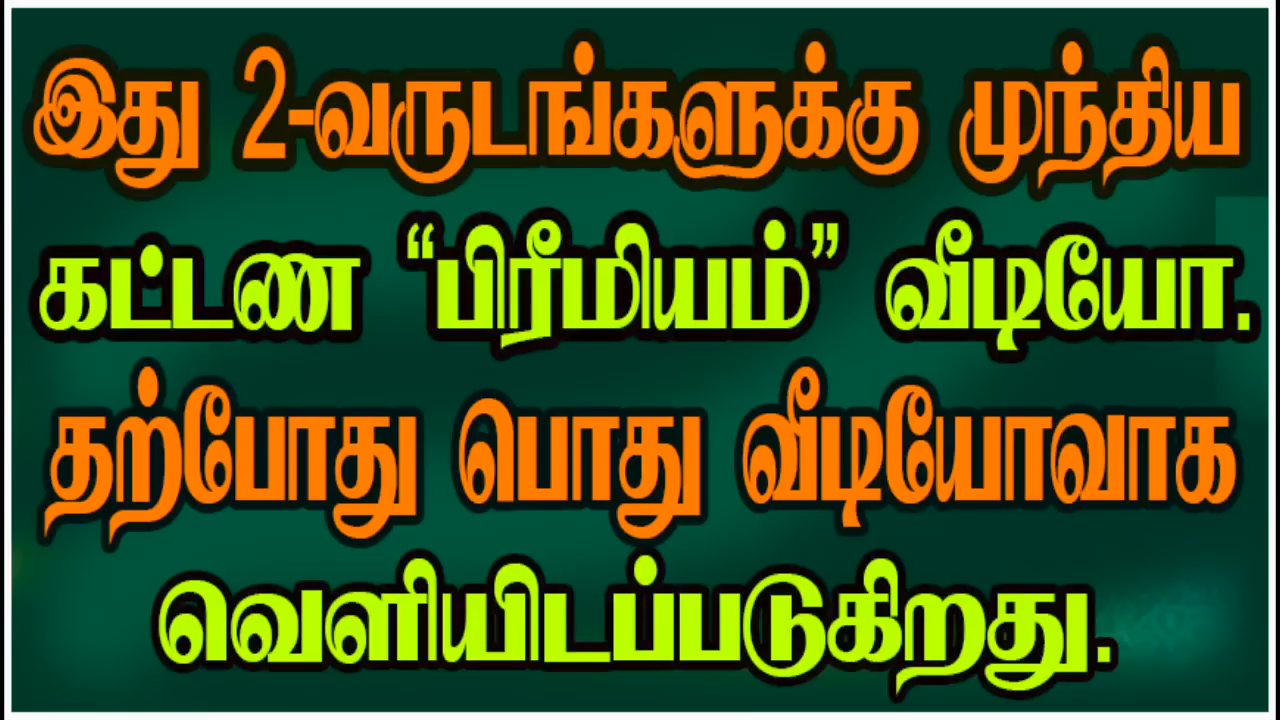 இது 2-வருடங்களுக்கு முந்திய
கட்டண “பிரீமியம்” வீடியோ.
தற்போது பொது வீடியோவாக
வெளியிடப்படுகிறது.